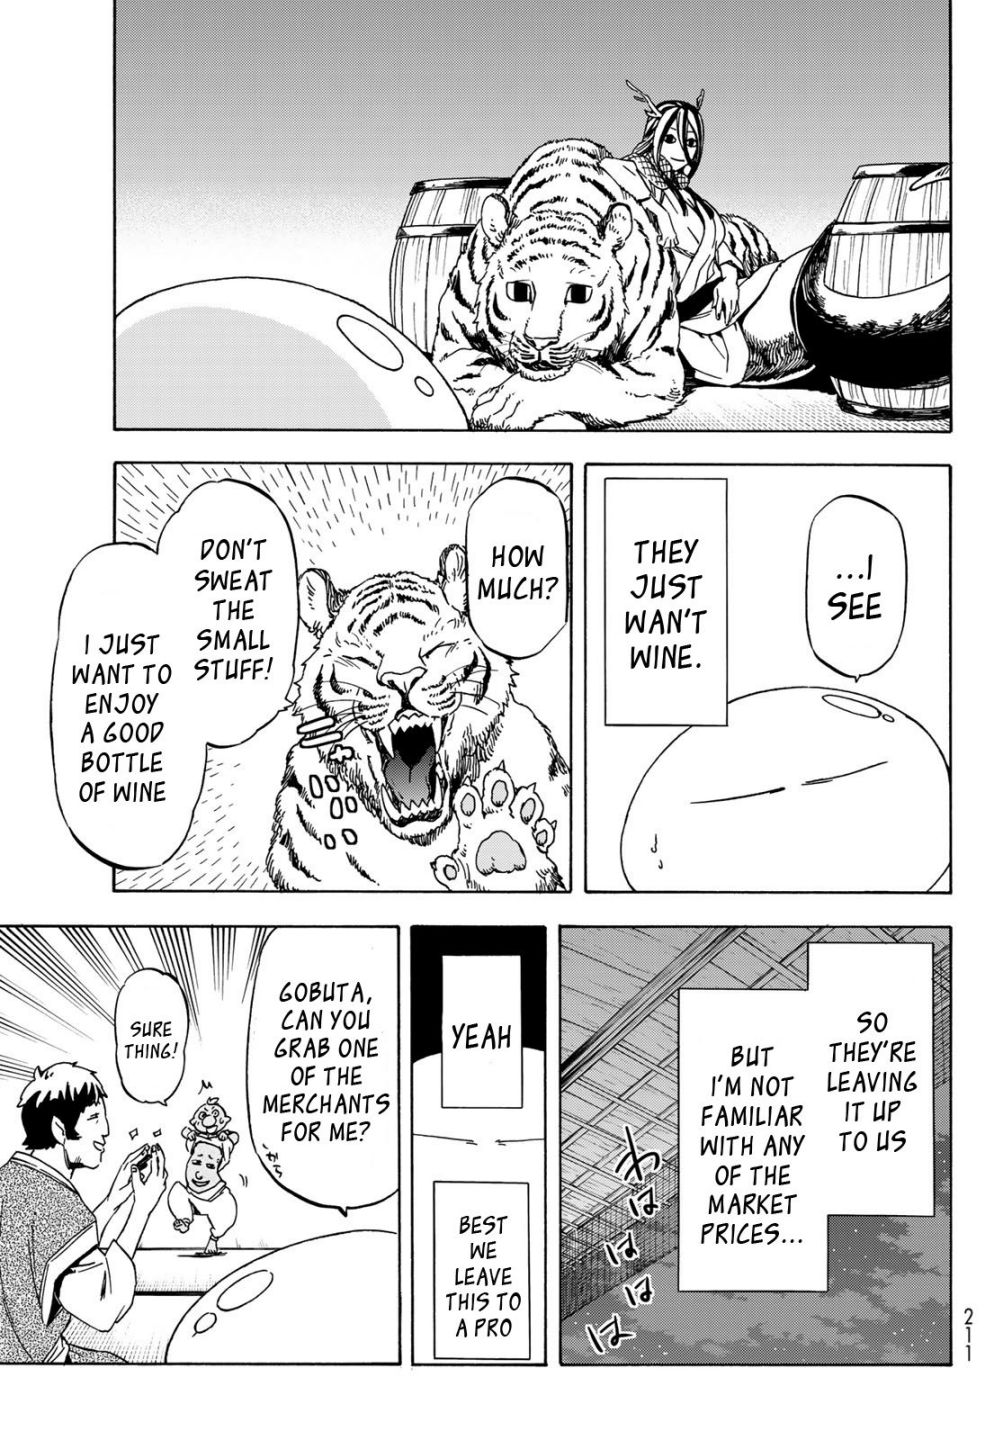 ...I
SEE
THEY
JUST
WAN'T
WINE.
HOW
MUCH?
DON'T
SWEAT
THE
SMALL
STUFF!
I JUST
WANT TO
ENJOY
A GOOD
BOTTLE
OF WINE
SO
THEY'RE
LEAVING
IT UP
TO US
BUT
I'M NOT
FAMILIAR
WITH ANY
OF THE
MARKET
PRICES...
わはははは
YEAH
BEST
WE
LEAVE
THIS TO
A PRO
GOBUTA,
CAN YOU
GRAB ONE
OF THE
MERCHANTS
FOR ME?
SURE
THING!
211